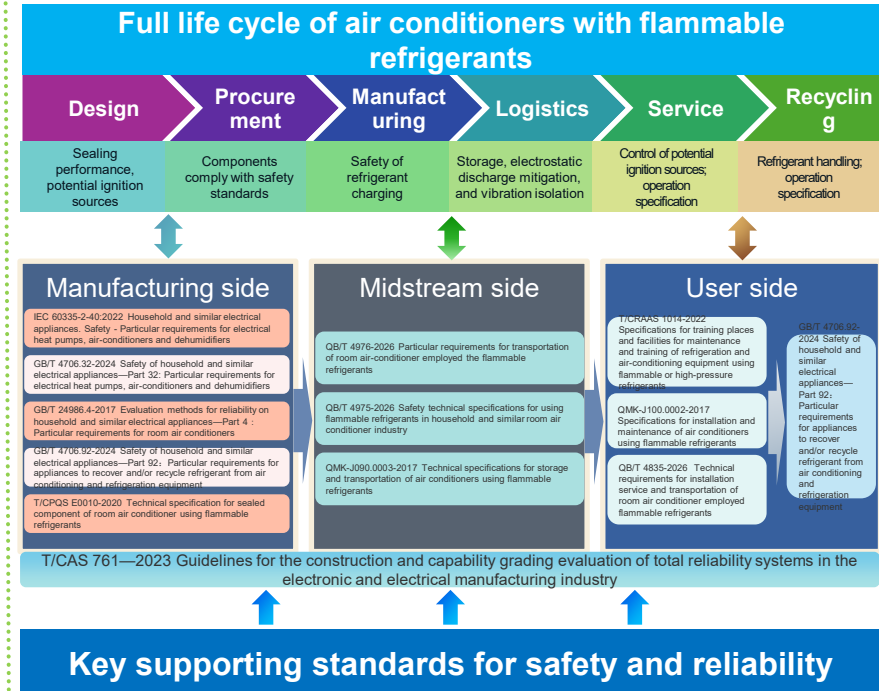 Full life cycle of air conditioners with flammable
refrigerants
Design
Procure
ment
Manufact
uring
Logistics
Service
Recyclin
g
Sealing
performance,
potential ignition
sources
Components
comply with safety
standards
Safety of
refrigerant
charging
Storage, electrostatic
discharge mitigation,
and vibration isolation
Control of potential
ignition sources;
operation
specification
Refrigerant handling;
operation
specification
Manufacturing side
IEC 60335-2-40:2022 Household and similar electrical
appliances. Safety - Particular requirements for electrical
heat pumps, air-conditioners and dehumidifiers
GB/T 4706.32-2024 Safety of household and similar
electrical appliances—Part 32: Particular requirements for
electrical heat pumps, air-conditioners and dehumidifiers
GB/T 24986.4-2017 Evaluation methods for reliability on
household and similar electrical appliances—Part 4 :
Particular requirements for room air conditioners
GB/T 4706.92-2024 Safety of household and similar
electrical appliances—Part 92: Particular requirements for
appliances to recover and/or recycle refrigerant from air
conditioning and refrigeration equipment
T/CPQS E0010-2020 Technical specification for sealed
component of room air conditioner using flammable
refrigerants
Midstream side
QB/T 4976-2026 Particular requirements for transportation
of room air-conditioner employed the flammable
refrigerants
QB/T 4975-2026 Safety technical specifications for using
flammable refrigerants in household and similar room air
conditioner industry
QMK-J090.0003-2017 Technical specifications for storage
and transportation of air conditioners using flammable
refrigerants
User side
T/CRAAS 1014-2022
Specifications for training places
and facilities for maintenance
and training of refrigeration and
air-conditioning equipment using
flammable or high-pressure
refrigerants
QMK-J100.0002-2017
Specifications for installation and
maintenance of air conditioners
using flammable refrigerants
QB/T 4835-2026 Technical
requirements for installation
service and transportation of
room air conditioner employed
flammable refrigerants
GB/T 4706.92-
2024 Safety of
household and
similar
electrical
appliances—
Part 92:
Particular
requirements
for appliances
to recover
and/or recycle
refrigerant from
air conditioning
and
refrigeration
equipment
T/CAS 761—2023 Guidelines for the construction and capability grading evaluation of total reliability systems in the
electronic and electrical manufacturing industry
Key supporting standards for safety and reliability